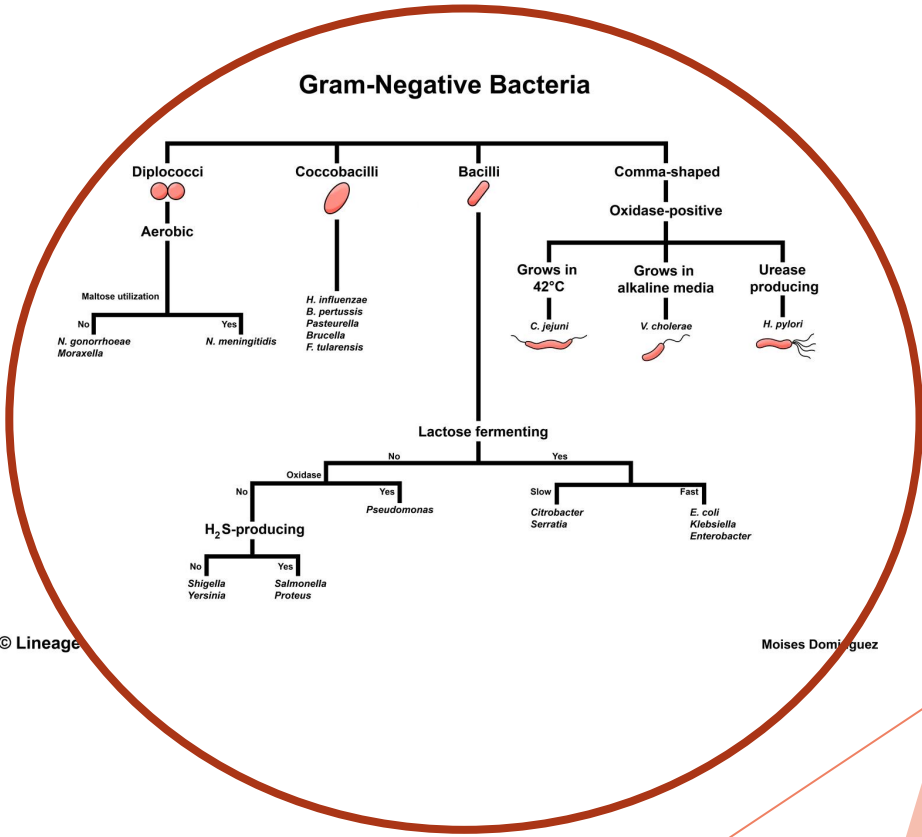 Gram-Negative Bacteria
Diplococci
Coccobacilli
Bacilli
Comma-shaped
Aerobic
Oxidase-positive
Maltose utilization
No
Yes
N. gonorrhoeae
Moraxella
N. meningitidis
H. influenzae
B. pertussis
Pasteurella
Brucella
F. tularensis
Grows in
42°C
C. jejuni
Grows in
alkaline media
V. cholerae
Urease
producing
H. pylori
Lactose fermenting
No
Yes
Oxidase
No
Yes
Pseudomonas
H₂S-producing
No
Yes
Shigella
Yersinia
Salmonella
Proteus
Slow
Fast
Citrobacter
Serratia
E. coli
Klebsiella
Enterobacter
© Lineage
Moises Dominguez